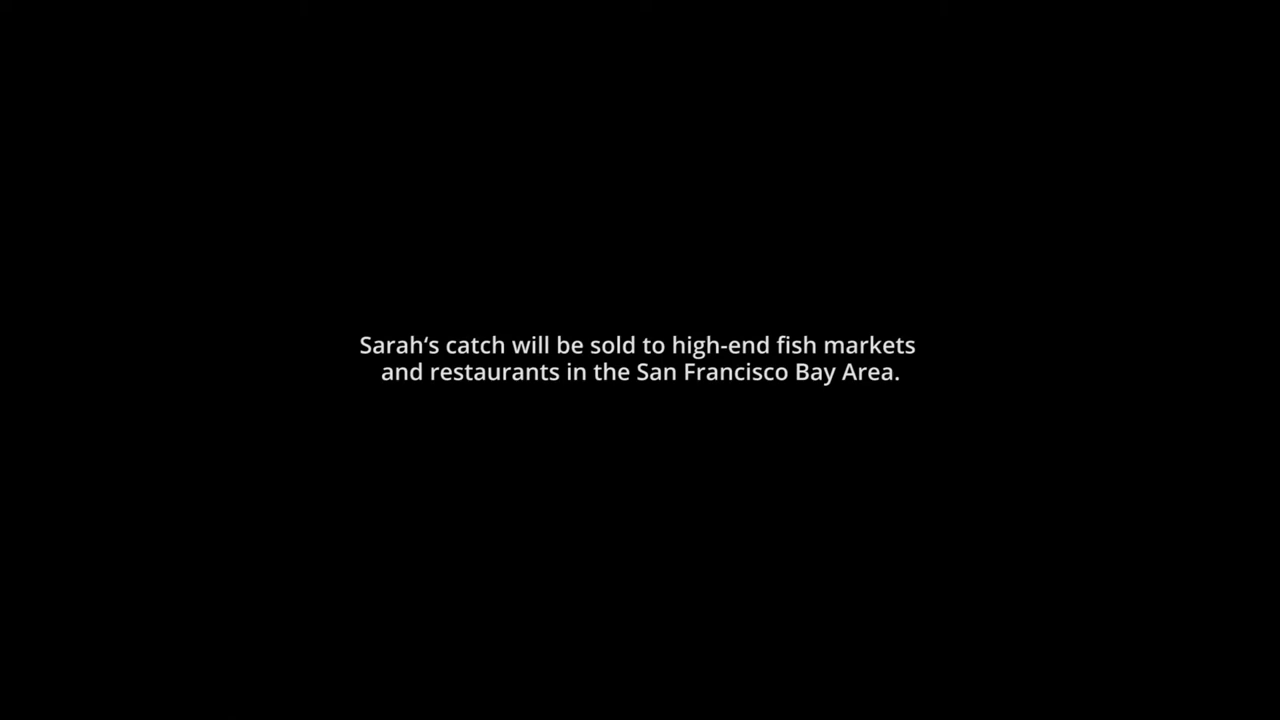 Sarah‘s catch will be sold to high-end fish markets
and restaurants in the San Francisco Bay Area.